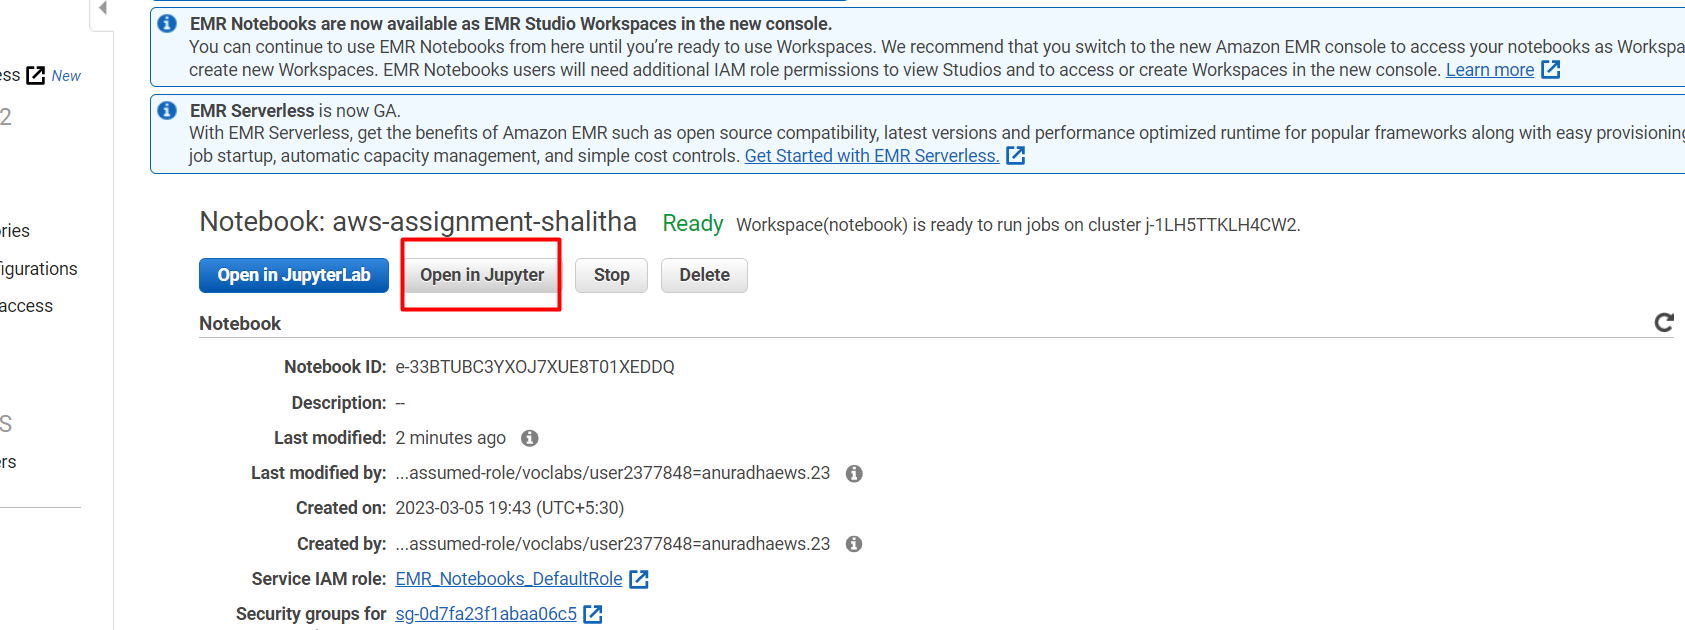 EMR Notebooks are now available as EMR Studio Workspaces in the new console.
You can continue to use EMR Notebooks from here until you're ready to use Workspaces. We recommend that you switch to the new Amazon EMR console to access your notebooks as Workspa
create new Workspaces. EMR Notebooks users will need additional IAM role permissions to view Studios and to access or create Workspaces in the new console. Learn more
ess New
2
EMR Serverless is now GA.
With EMR Serverless, get the benefits of Amazon EMR such as open source compatibility, latest versions and performance optimized runtime for popular frameworks along with easy provisioning
job startup, automatic capacity management, and simple cost controls. Get Started with EMR Serverless.
ries
igurations
access
S
rs
Notebook: aws-assignment-shalitha Ready Workspace(notebook) is ready to run jobs on cluster j-1LH5TTKLH4CW2.
Open in JupyterLab Open in Jupyter Stop Delete
Notebook
Notebook ID: e-33BTUBC3YXOJ7XUE8T01XEDDQ
Description: --
Last modified: 2 minutes ago
Last modified by: ...assumed-role/voclabs/user2377848=anuradhaews.23
Created on: 2023-03-05 19:43 (UTC+5:30)
Created by: ...assumed-role/voclabs/user2377848=anuradhaews.23
Service IAM role: EMR_Notebooks_DefaultRole
Security groups for sg-0d7fa23f1abaa06c5